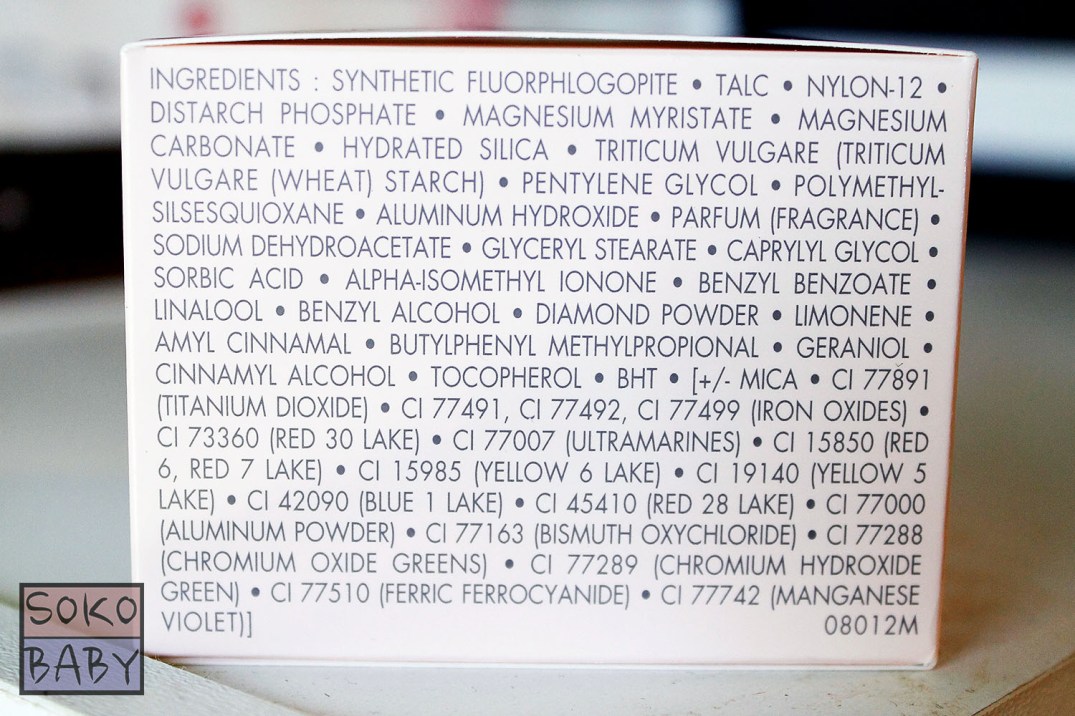 INGREDIENTS : SYNTHETIC FLUORPHLOGOPITE • TALC • NYLON-12 •
DISTARCH PHOSPHATE • MAGNESIUM MYRISTATE • MAGNESIUM
CARBONATE • HYDRATED SILICA • TRITICUM VULGARE (TRITICUM
VULGARE (WHEAT) STARCH) • PENTYLENE GLYCOL • POLYMETHYL-
SILSESQUIOXANE • ALUMINUM HYDROXIDE • PARFUM (FRAGRANCE) •
SODIUM DEHYDROACETATE • GLYCERYL STEARATE • CAPRYLYL GLYCOL •
SORBIC ACID • ALPHA-ISOMETHYL IONONE • BENZYL BENZOATE •
LINALOOL • BENZYL ALCOHOL • DIAMOND POWDER • LIMONENE •
AMYL CINNAMAL • BUTYLPHENYL METHYLPROPIONAL • GERANIOL •
CINNAMYL ALCOHOL • TOCOPHEROL • BHT • [+/- MICA • CI 77891
(TITANIUM DIOXIDE) • CI 77491, CI 77492, CI 77499 (IRON OXIDES) •
CI 73360 (RED 30 LAKE) • CI 77007 (ULTRAMARINES) • CI 15850 (RED
6, RED 7 LAKE) • CI 15985 (YELLOW 6 LAKE) • CI 19140 (YELLOW 5
LAKE) • CI 42090 (BLUE 1 LAKE) • CI 45410 (RED 28 LAKE) • CI 77000
(ALUMINUM POWDER) • CI 77163 (BISMUTH OXYCHLORIDE) • CI 77288
(CHROMIUM OXIDE GREENS) • CI 77289 (CHROMIUM HYDROXIDE
GREEN) • CI 77510 (FERRIC FERROCYANIDE) • CI 77742 (MANGANESE
VIOLET)] 08012M
SOKO
BABY